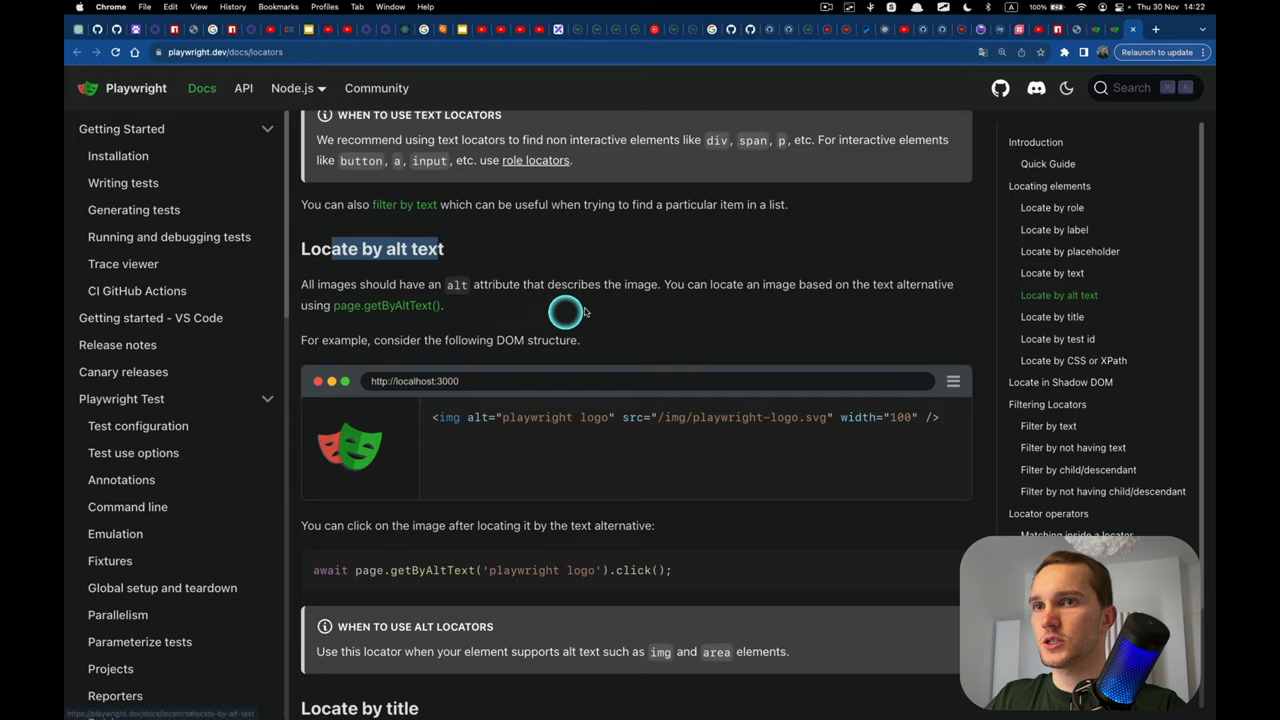 Chrome File Edit View History Bookmarks Profiles Tab Window Help
100% Thu 30 Nov 14:22
playwright.dev/docs/locators
Relaunch to update
Playwright Docs API Node.js Community
Search
Getting Started
Installation
Writing tests
Generating tests
Running and debugging tests
Trace viewer
CI GitHub Actions
Getting started - VS Code
Release notes
Canary releases
Playwright Test
Test configuration
Test use options
Annotations
Command line
Emulation
Fixtures
Global setup and teardown
Parallelism
Parameterize tests
Projects
Reporters
https://playwright.dev/docs/locators#locate-by-alt-text
WHEN TO USE TEXT LOCATORS
We recommend using text locators to find non interactive elements like div, span, p, etc. For interactive elements
like button, a, input, etc. use role locators.
You can also filter by text which can be useful when trying to find a particular item in a list.
Locate by alt text
All images should have an alt attribute that describes the image. You can locate an image based on the text alternative
using page.getByAltText().
For example, consider the following DOM structure.
http://localhost:3000
<img alt="playwright logo" src="/img/playwright-logo.svg" width="100" />
You can click on the image after locating it by the text alternative:
await page.getByAltText('playwright logo').click();
WHEN TO USE ALT LOCATORS
Use this locator when your element supports alt text such as img and area elements.
Locate by title
Introduction
Quick Guide
Locating elements
Locate by role
Locate by label
Locate by placeholder
Locate by text
Locate by alt text
Locate by title
Locate by test id
Locate by CSS or XPath
Locate in Shadow DOM
Filtering Locators
Filter by text
Filter by not having text
Filter by child/descendant
Filter by not having child/descendant
Locator operators
Matching inside a locator